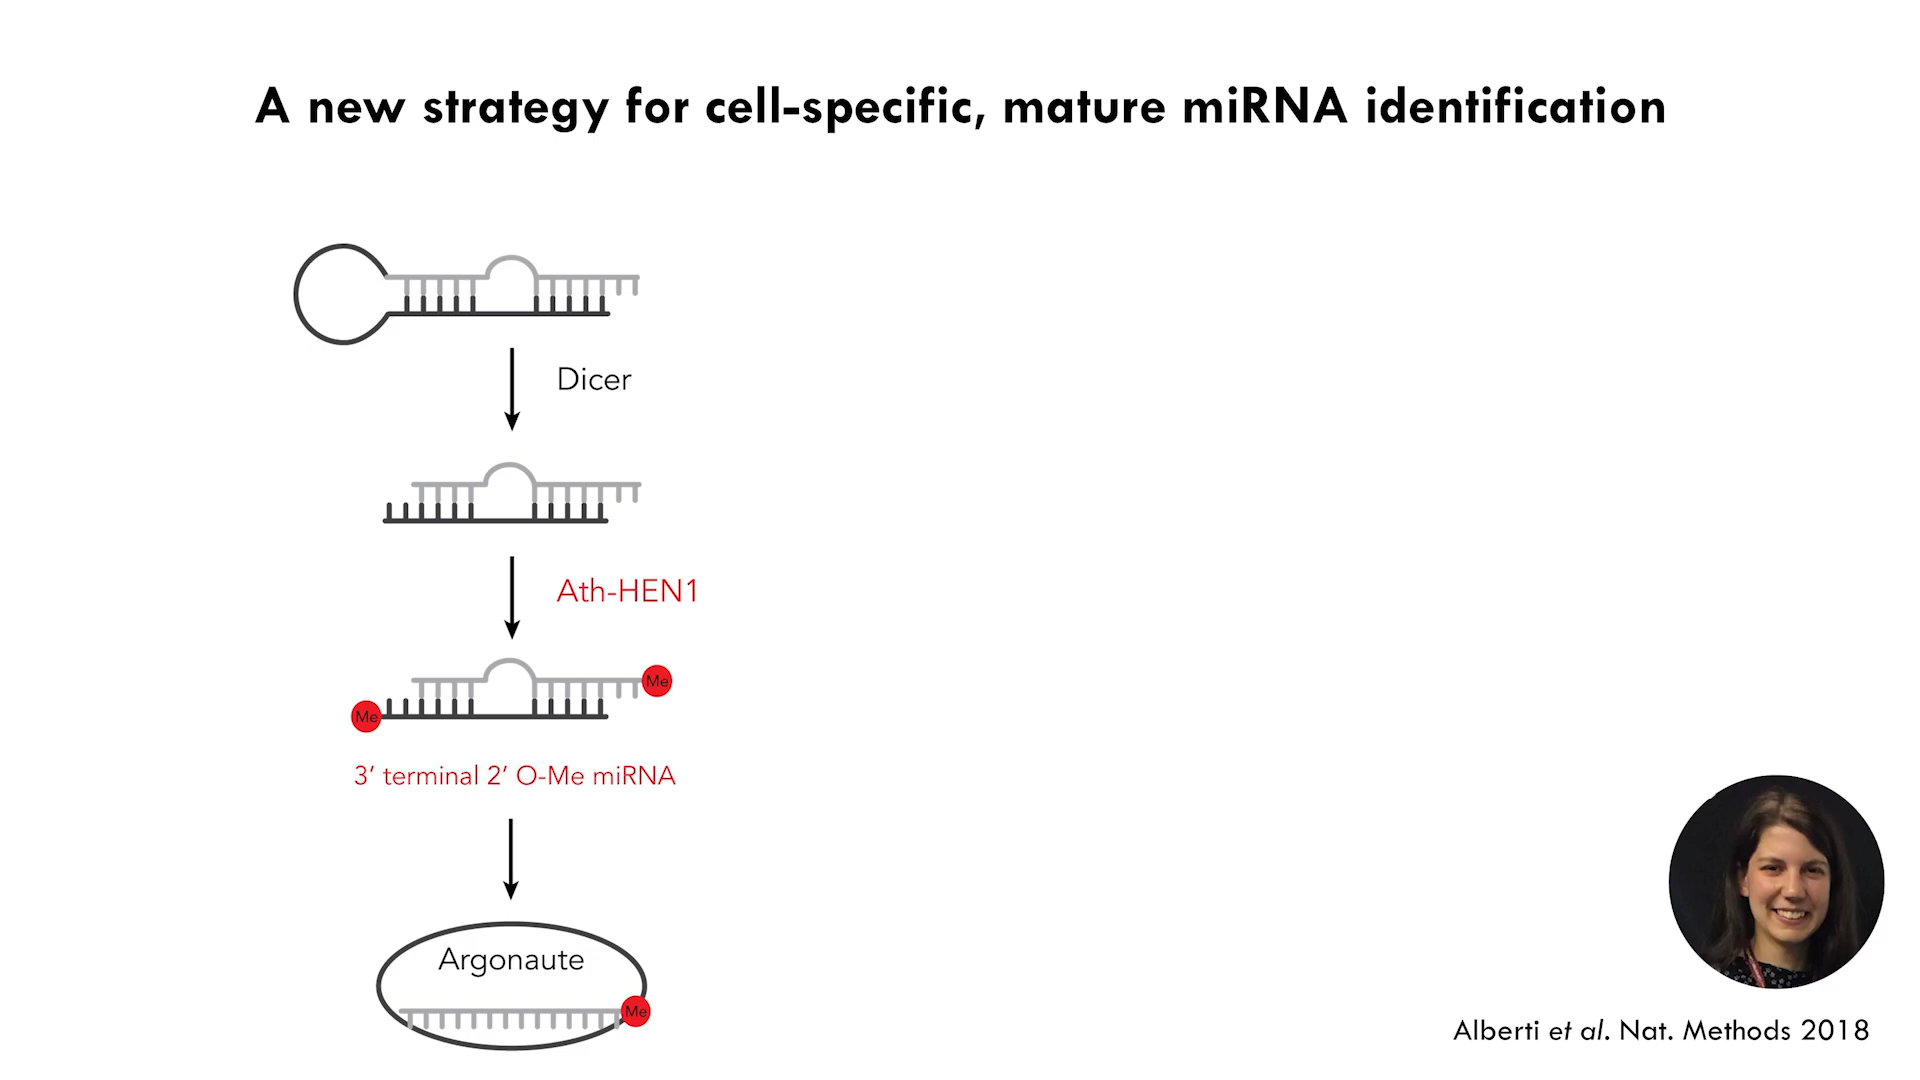 A new strategy for cell-specific, mature miRNA identification
Dicer
Ath-HEN1
Me
Me
3’ terminal 2’ O-Me miRNA
Argonaute
Me
Alberti et al. Nat. Methods 2018